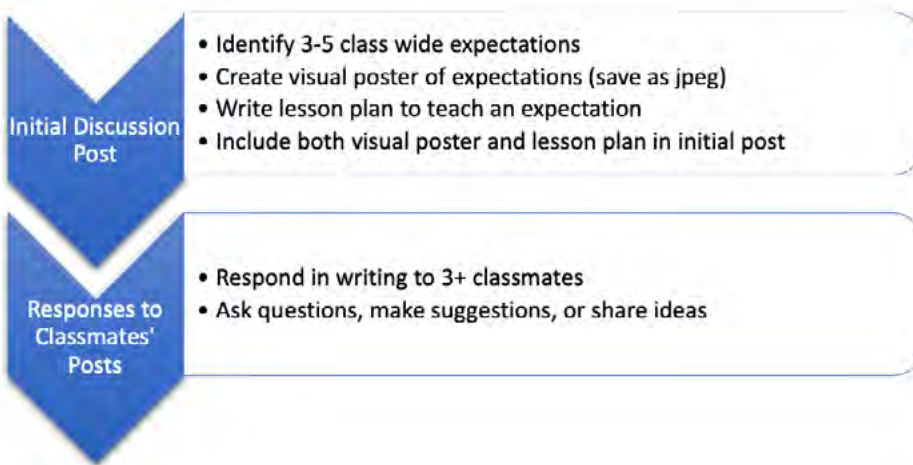 Initial Discussion
Post
• Identify 3-5 class wide expectations
• Create visual poster of expectations (save as jpeg)
• Write lesson plan to teach an expectation
• Include both visual poster and lesson plan in initial post
Responses to
Classmates'
Posts
• Respond in writing to 3+ classmates
• Ask questions, make suggestions, or share ideas